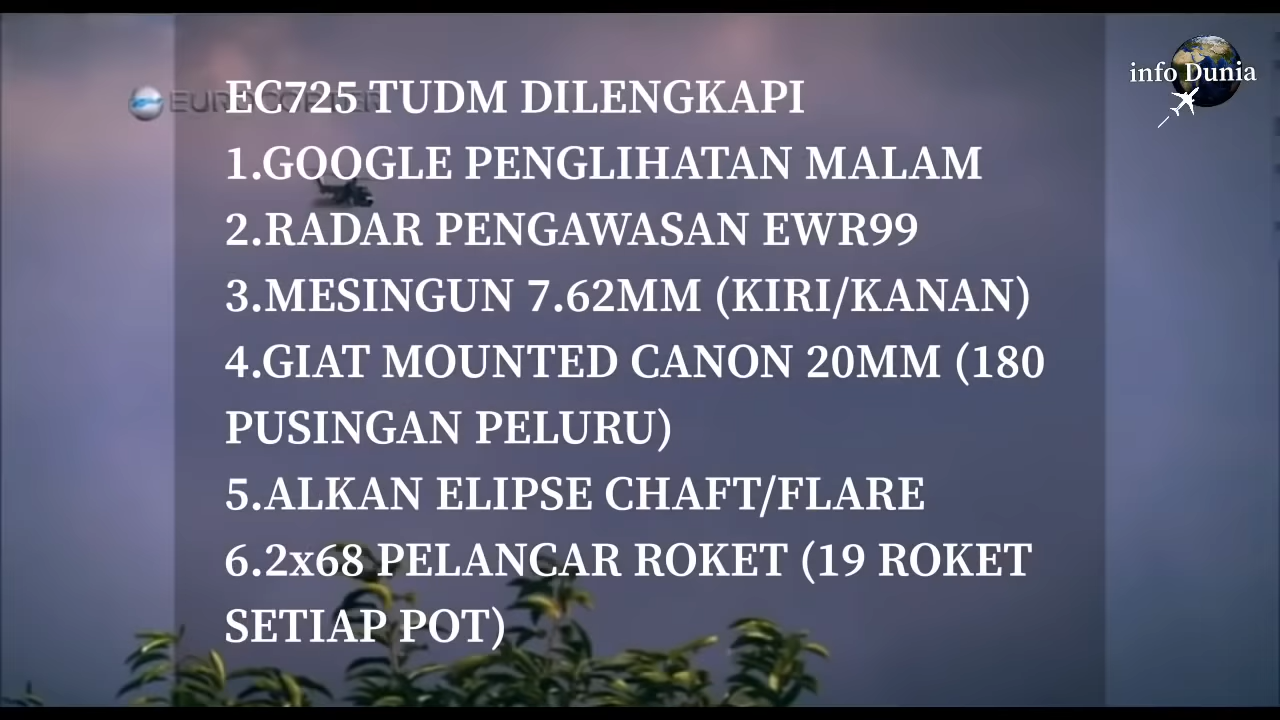 info Dunia
EC725 TUDM DILENGKAPI
1.GOOGLE PENGLIHATAN MALAM
2.RADAR PENGAWASAN EWR99
3.MESINGUN 7.62MM (KIRI/KANAN)
4.GIAT MOUNTED CANON 20MM (180
PUSINGAN PELURU)
5.ALKAN ELIPSE CHAFT/FLARE
6.2x68 PELANCAR ROKET (19 ROKET
SETIAP POT)